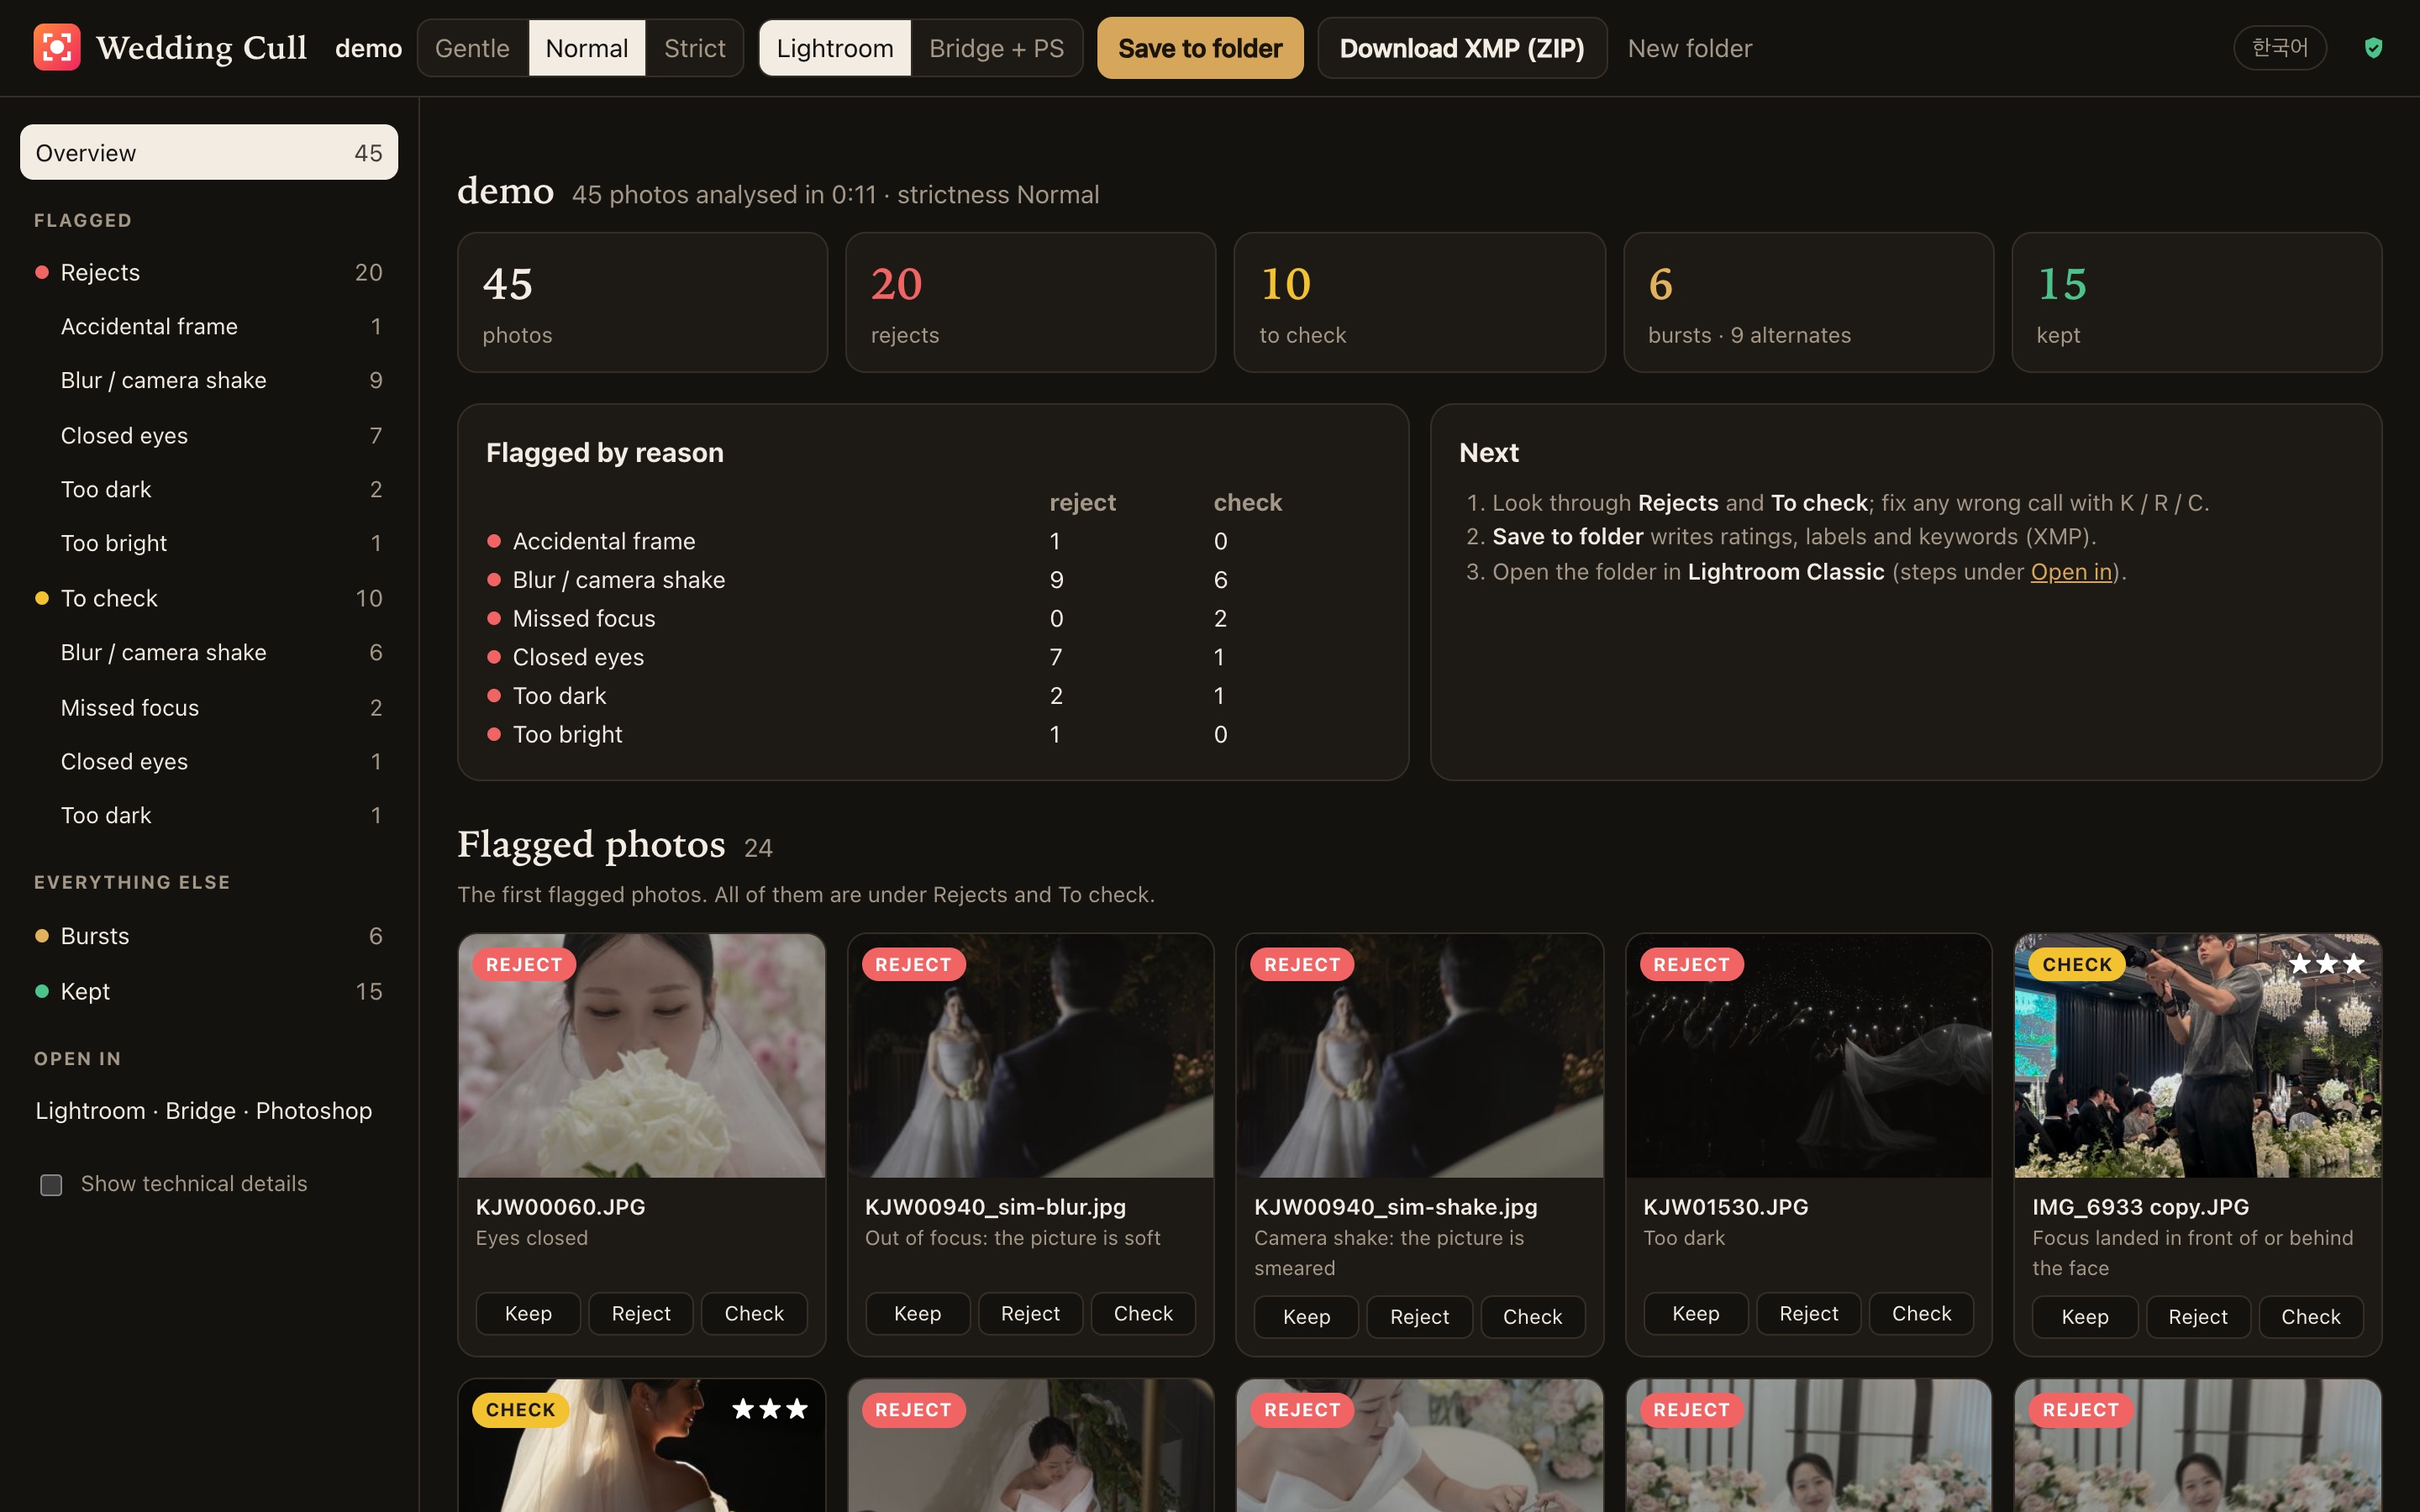 Wedding Cull demo Gentle Normal Strict Lightroom Bridge + PS Save to folder Download XMP (ZIP) New folder 한국어
Overview 45
FLAGGED
Rejects 20
Accidental frame 1
Blur / camera shake 9
Closed eyes 7
Too dark 2
Too bright 1
To check 10
Blur / camera shake 6
Missed focus 2
Closed eyes 1
Too dark 1
EVERYTHING ELSE
Bursts 6
Kept 15
OPEN IN
Lightroom · Bridge · Photoshop
Show technical details
demo 45 photos analysed in 0:11 · strictness Normal
45
photos
20
rejects
10
to check
6
bursts · 9 alternates
15
kept
Flagged by reason
reject check
Accidental frame 1 0
Blur / camera shake 9 6
Missed focus 0 2
Closed eyes 7 1
Too dark 2 1
Too bright 1 0
Next
1. Look through Rejects and To check; fix any wrong call with K / R / C.
2. Save to folder writes ratings, labels and keywords (XMP).
3. Open the folder in Lightroom Classic (steps under Open in).
Flagged photos 24
The first flagged photos. All of them are under Rejects and To check.
REJECT
KJW00060.JPG
Eyes closed
Keep Reject Check
REJECT
KJW00940_sim-blur.jpg
Out of focus: the picture is soft
Keep Reject Check
REJECT
KJW00940_sim-shake.jpg
Camera shake: the picture is
smeared
Keep Reject Check
REJECT
KJW01530.JPG
Too dark
Keep Reject Check
CHECK ★★★
IMG_6933 copy.JPG
Focus landed in front of or behind
the face
Keep Reject Check
CHECK ★★★
REJECT
REJECT
REJECT
REJECT